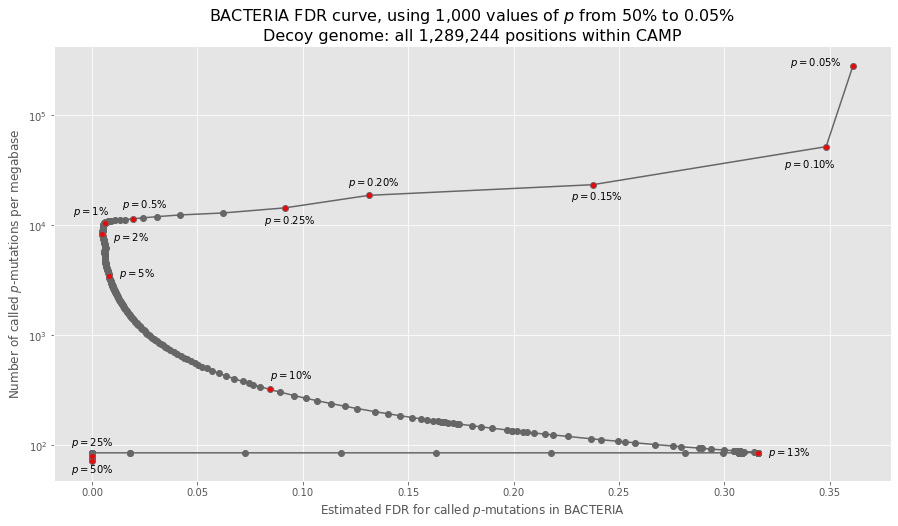 BACTERIA FDR curve, using 1,000 values of p from 50% to 0.05%
Decoy genome: all 1,289,244 positions within CAMP
Number of called p-mutations per megabase
10^5
10^4
10^3
10^2
p = 0.05%
p = 0.10%
p = 0.15%
p = 0.20%
p = 0.25%
p = 0.5%
p = 1%
p = 2%
p = 5%
p = 10%
p = 13%
p = 25%
p = 50%
0.00 0.05 0.10 0.15 0.20 0.25 0.30 0.35
Estimated FDR for called p-mutations in BACTERIA